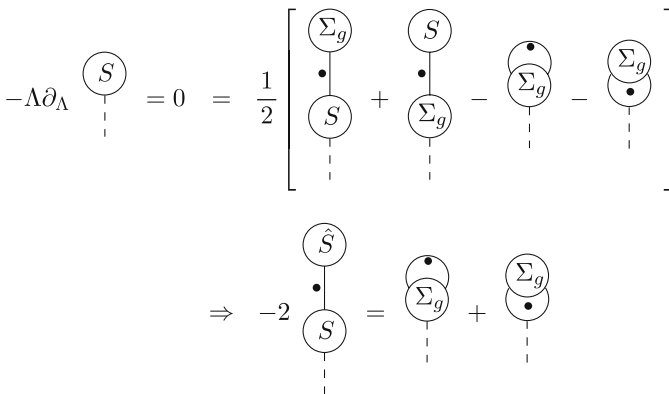 Σ_g S
−Λ∂_Λ S = 0 = 1/2 [ + − Σ_g − Σ_g ]
S Σ_g
Ŝ Σ_g
⇒ −2 = Σ_g +
S